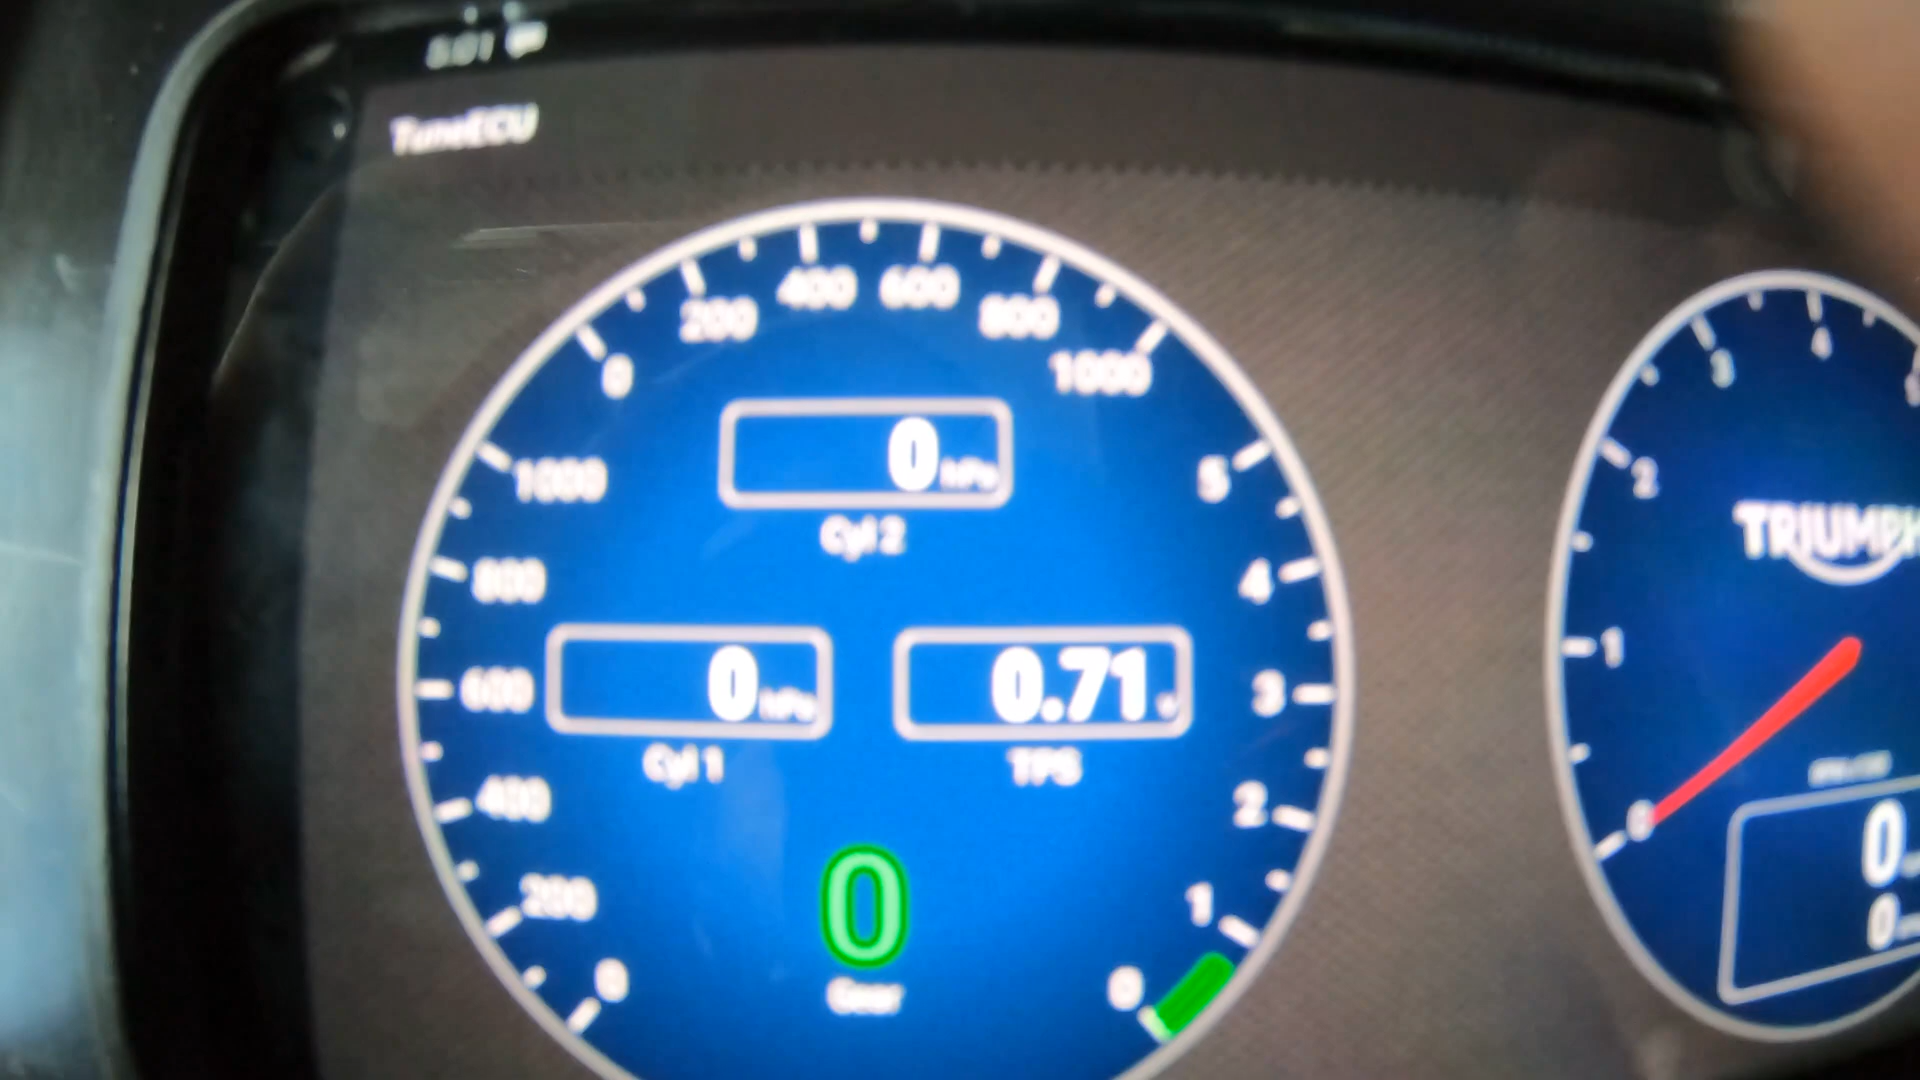 TuneECU
0 200 400 600 800 1000
0 200 400 600 800 1000
0 1 2 3 4 5
0 hPa
Cyl 2
0 hPa
Cyl 1
0.71 v
TPS
0
Gear
0 1 2 3 4
TRIUMPH
0
0